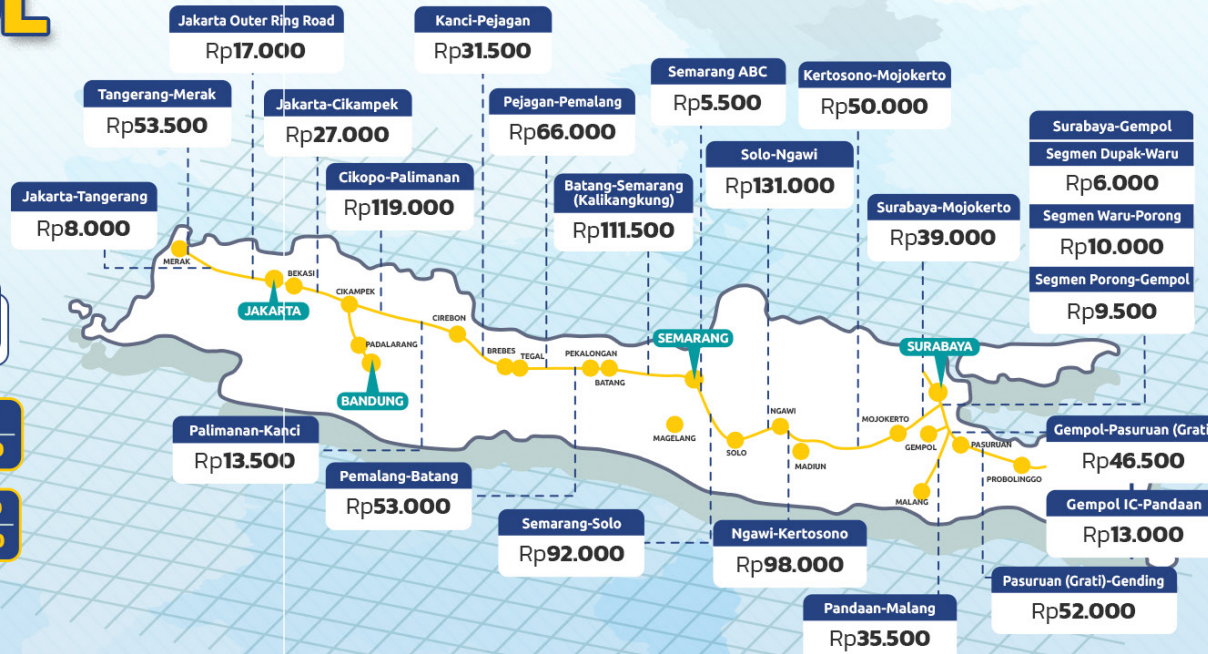 Jakarta Outer Ring Road
Rp17.000
Kanci-Pejagan
Rp31.500
Tangerang-Merak
Rp53.500
Jakarta-Cikampek
Rp27.000
Pejagan-Pemalang
Rp66.000
Semarang ABC
Rp5.500
Kertosono-Mojokerto
Rp50.000
Surabaya-Gempol
Segmen Dupak-Waru
Rp6.000
Segmen Waru-Porong
Rp10.000
Segmen Porong-Gempol
Rp9.500
Jakarta-Tangerang
Rp8.000
Cikopo-Palimanan
Rp119.000
Batang-Semarang
(Kalikangkung)
Rp111.500
Solo-Ngawi
Rp131.000
Surabaya-Mojokerto
Rp39.000
MERAK
BEKASI
JAKARTA
CIKAMPEK
PADALARANG
BANDUNG
CIREBON
BREBES
TEGAL
PEKALONGAN
BATANG
SEMARANG
MAGELANG
SOLO
NGAWI
MADIUN
MOJOKERTO
SURABAYA
GEMPOL
PASURUAN
PROBOLINGGO
MALANG
Palimanan-Kanci
Rp13.500
Pemalang-Batang
Rp53.000
Semarang-Solo
Rp92.000
Ngawi-Kertosono
Rp98.000
Pandaan-Malang
Rp35.500
Gempol-Pasuruan (Grati
Rp46.500
Gempol IC-Pandaan
Rp13.000
Pasuruan (Grati)-Gending
Rp52.000